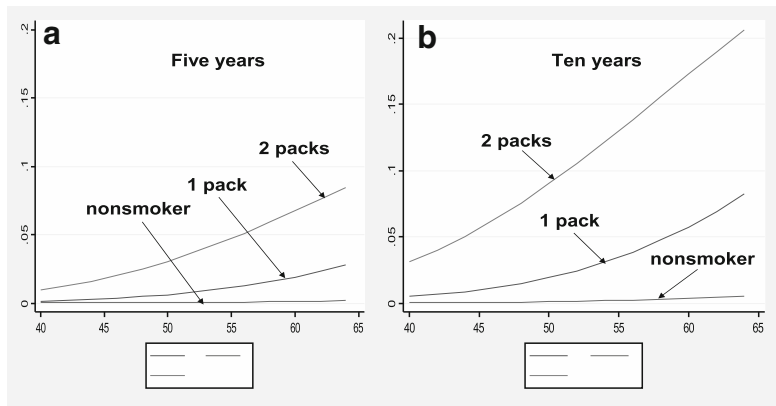 a
Five years
2 packs
1 pack
nonsmoker
.2
.15
.1
.05
0
40 45 50 55 60 65
b
Ten years
2 packs
1 pack
nonsmoker
.2
.15
.1
.05
0
40 45 50 55 60 65